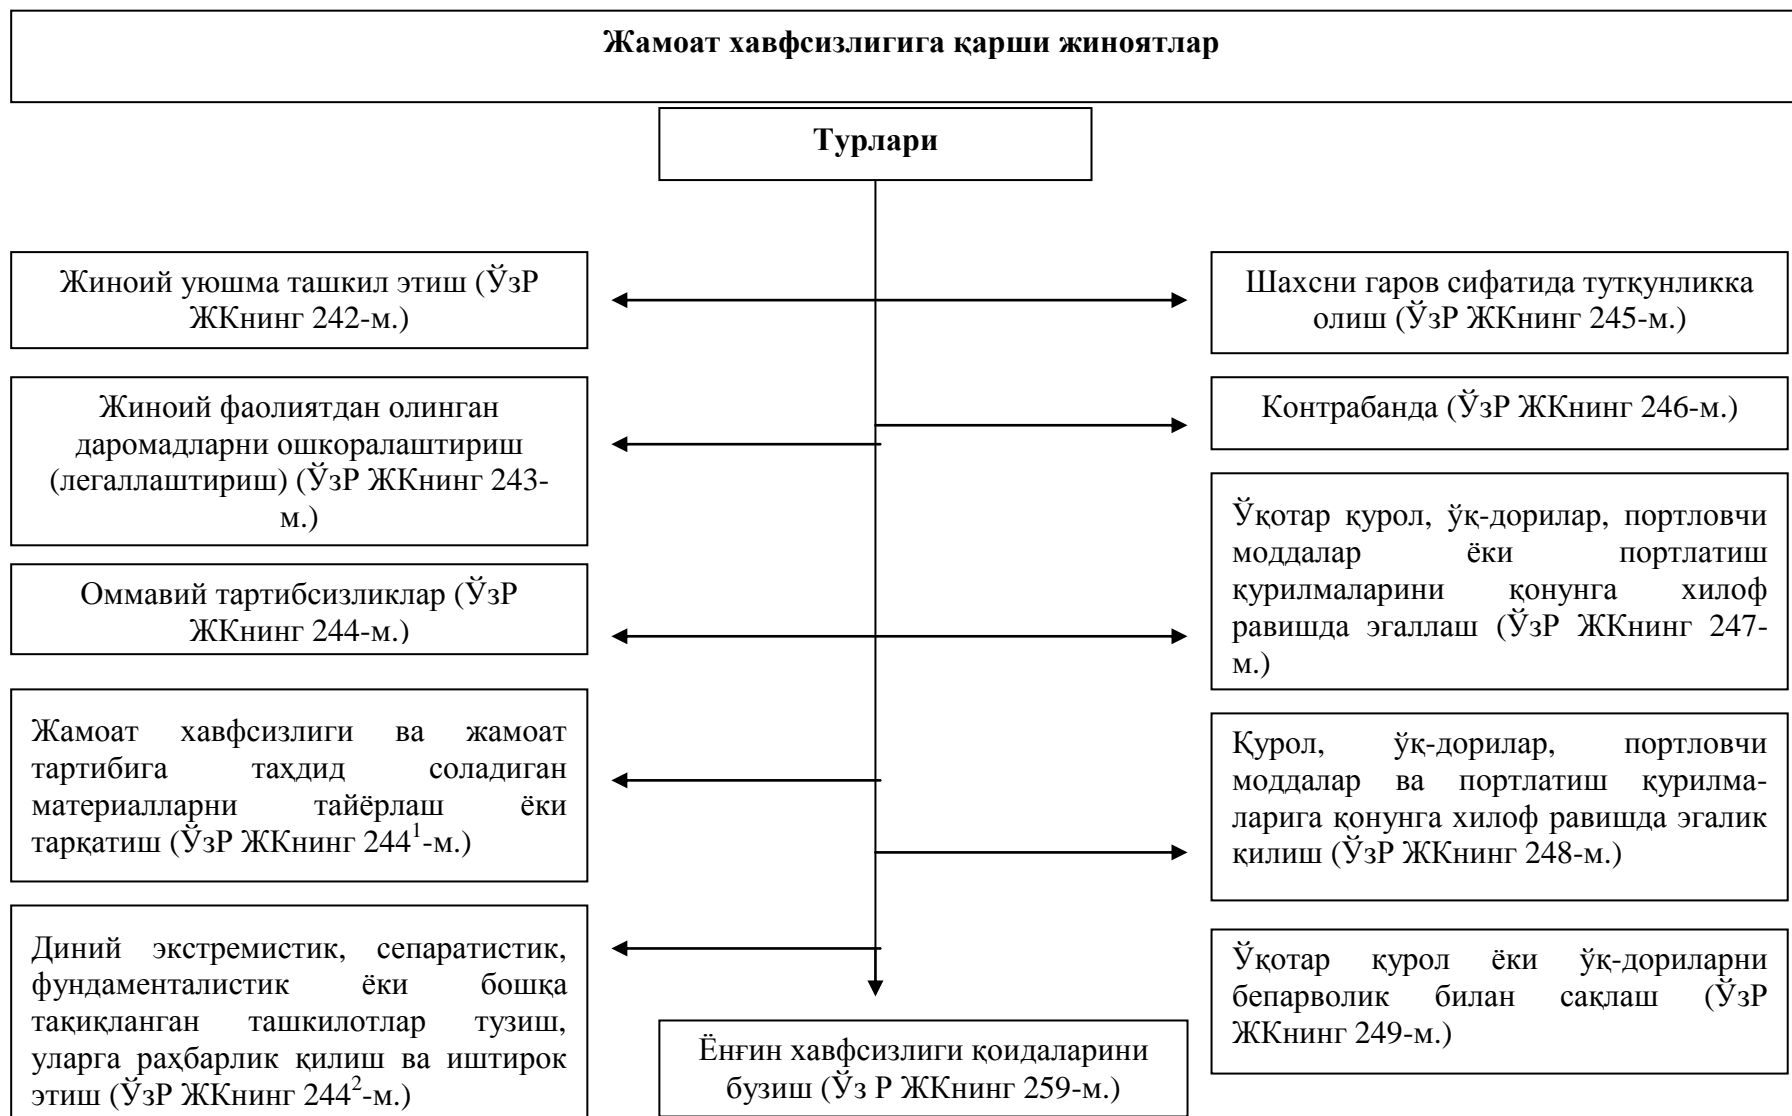 Жамоат хавфсизлигига қарши жиноятлар
Турлари
Жиноий уюшма ташкил этиш (ЎзР
ЖКнинг 242-м.)
Жиноий фаолиятдан олинган
даромадларни ошкоралаштириш
(легаллаштириш) (ЎзР ЖКнинг 243-
м.)
Оммавий тартибсизликлар (ЎзР
ЖКнинг 244-м.)
Жамоат хавфсизлиги ва жамоат
тартибига таҳдид соладиган
материалларни тайёрлаш ёки
тарқатиш (ЎзР ЖКнинг 244¹-м.)
Диний экстремистик, сепаратистик,
фундаменталистик ёки бошқа
тақиқланган ташкилотлар тузиш,
уларга раҳбарлик қилиш ва иштирок
этиш (ЎзР ЖКнинг 244²-м.)
Шахсни гаров сифатида тутқунликка
олиш (ЎзР ЖКнинг 245-м.)
Контрабанда (ЎзР ЖКнинг 246-м.)
Ўқотар қурол, ўқ-дорилар, портловчи
моддалар ёки портлатиш
қурилмаларини қонунга хилоф
равишда эгаллаш (ЎзР ЖКнинг 247-
м.)
Қурол, ўқ-дорилар, портловчи
моддалар ва портлатиш қурилма-
ларига қонунга хилоф равишда эгалик
қилиш (ЎзР ЖКнинг 248-м.)
Ўқотар қурол ёки ўқ-дориларни
бепарволик билан сақлаш (ЎзР
ЖКнинг 249-м.)
Ёнғин хавфсизлиги қоидаларини
бузиш (Ўз Р ЖКнинг 259-м.)